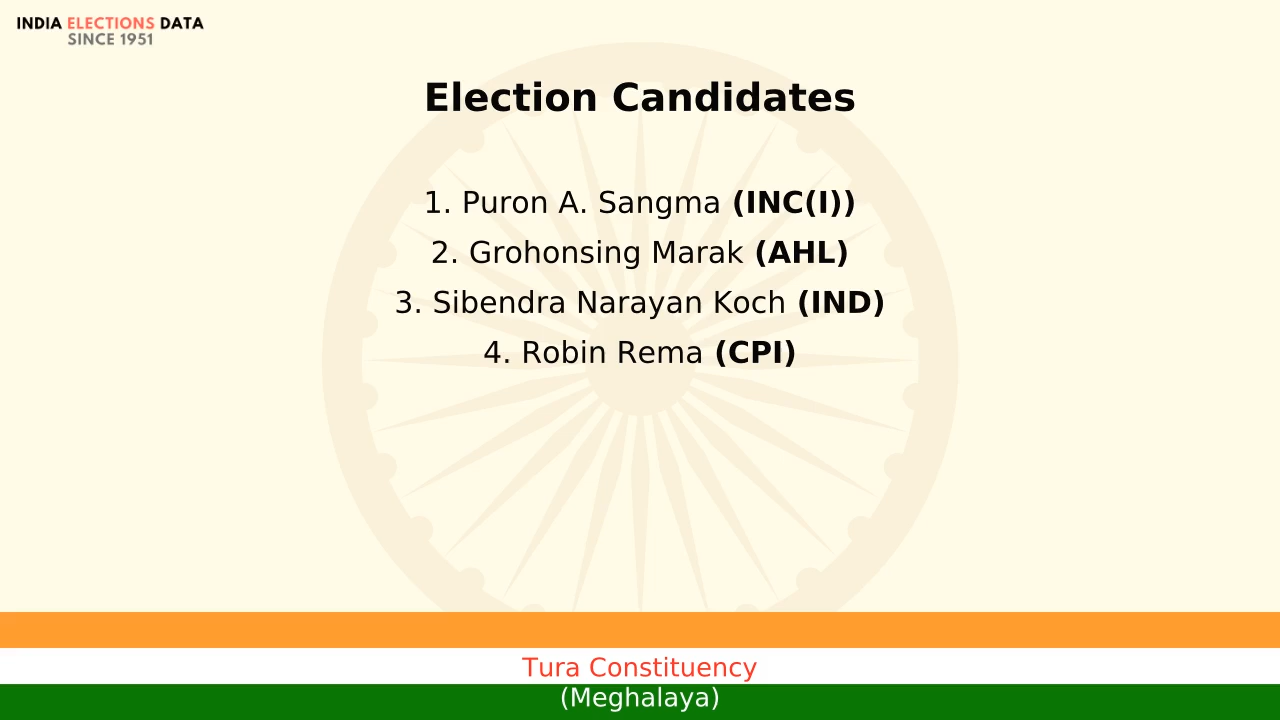 INDIA ELECTIONS DATA
SINCE 1951
Election Candidates
1. Puron A. Sangma (INC(I))
2. Grohonsing Marak (AHL)
3. Sibendra Narayan Koch (IND)
4. Robin Rema (CPI)
Tura Constituency
(Meghalaya)